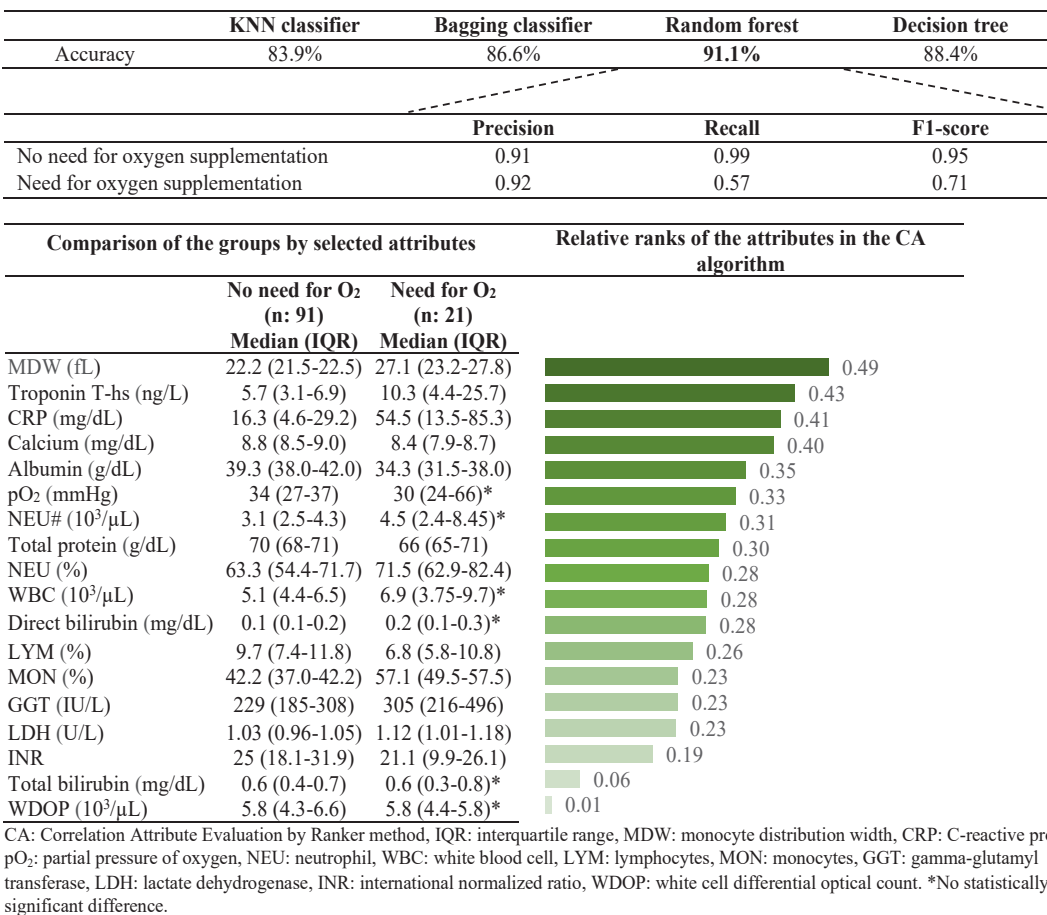 KNN classifier Bagging classifier Random forest Decision tree
Accuracy 83.9% 86.6% 91.1% 88.4%
Precision Recall F1-score
No need for oxygen supplementation 0.91 0.99 0.95
Need for oxygen supplementation 0.92 0.57 0.71
Comparison of the groups by selected attributes Relative ranks of the attributes in the CA
algorithm
No need for O₂ Need for O₂
(n: 91) (n: 21)
Median (IQR) Median (IQR)
MDW (fL) 22.2 (21.5-22.5) 27.1 (23.2-27.8) 0.49
Troponin T-hs (ng/L) 5.7 (3.1-6.9) 10.3 (4.4-25.7) 0.43
CRP (mg/dL) 16.3 (4.6-29.2) 54.5 (13.5-85.3) 0.41
Calcium (mg/dL) 8.8 (8.5-9.0) 8.4 (7.9-8.7) 0.40
Albumin (g/dL) 39.3 (38.0-42.0) 34.3 (31.5-38.0) 0.35
pO₂ (mmHg) 34 (27-37) 30 (24-66)* 0.33
NEU# (10³/µL) 3.1 (2.5-4.3) 4.5 (2.4-8.45)* 0.31
Total protein (g/dL) 70 (68-71) 66 (65-71) 0.30
NEU (%) 63.3 (54.4-71.7) 71.5 (62.9-82.4) 0.28
WBC (10³/µL) 5.1 (4.4-6.5) 6.9 (3.75-9.7)* 0.28
Direct bilirubin (mg/dL) 0.1 (0.1-0.2) 0.2 (0.1-0.3)* 0.28
LYM (%) 9.7 (7.4-11.8) 6.8 (5.8-10.8) 0.26
MON (%) 42.2 (37.0-42.2) 57.1 (49.5-57.5) 0.23
GGT (IU/L) 229 (185-308) 305 (216-496) 0.23
LDH (U/L) 1.03 (0.96-1.05) 1.12 (1.01-1.18) 0.23
INR 25 (18.1-31.9) 21.1 (9.9-26.1) 0.19
Total bilirubin (mg/dL) 0.6 (0.4-0.7) 0.6 (0.3-0.8)* 0.06
WDOP (10³/µL) 5.8 (4.3-6.6) 5.8 (4.4-5.8)* 0.01
CA: Correlation Attribute Evaluation by Ranker method, IQR: interquartile range, MDW: monocyte distribution width, CRP: C-reactive
pO₂: partial pressure of oxygen, NEU: neutrophil, WBC: white blood cell, LYM: lymphocytes, MON: monocytes, GGT: gamma-glutamyl
transferase, LDH: lactate dehydrogenase, INR: international normalized ratio, WDOP: white cell differential optical count. *No statistically
significant difference.